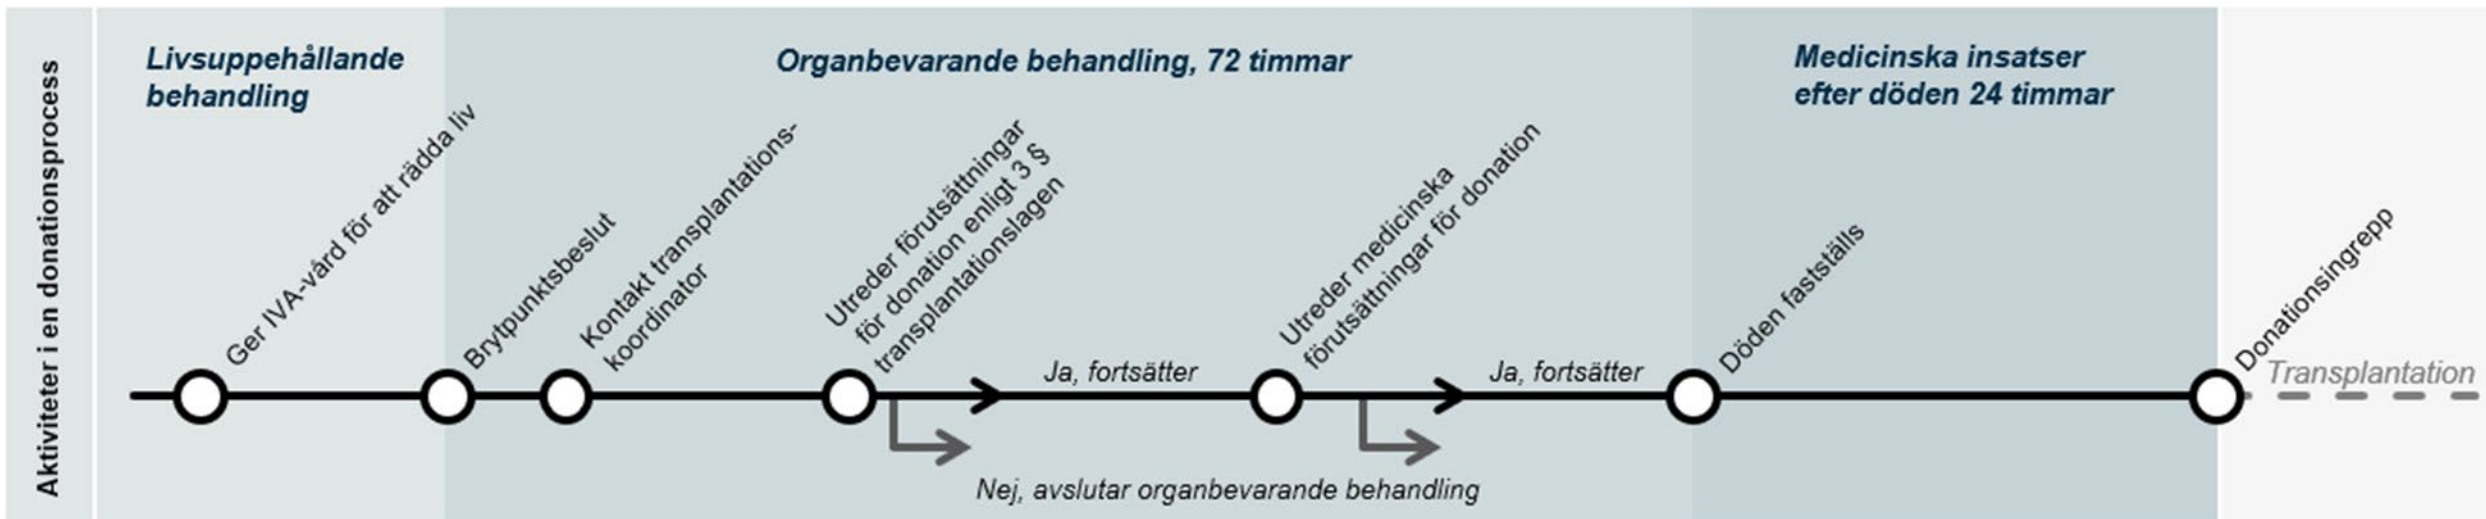 Aktiviteter i en donationsprocess
Livsuppehållande
behandling
Organbevarande behandling, 72 timmar
Medicinska insatser
efter döden 24 timmar
Ger IVA-vård för att rädda liv
Brytpunktsbeslut
Kontakt transplantations-
koordinator
Utreder förutsättningar
för donation enligt 3 §
transplantationslagen
Ja, fortsätter
Utreder medicinska
förutsättningar för donation
Ja, fortsätter
Döden fastställs
Donationsingrepp
Transplantation
Nej, avslutar organbevarande behandling